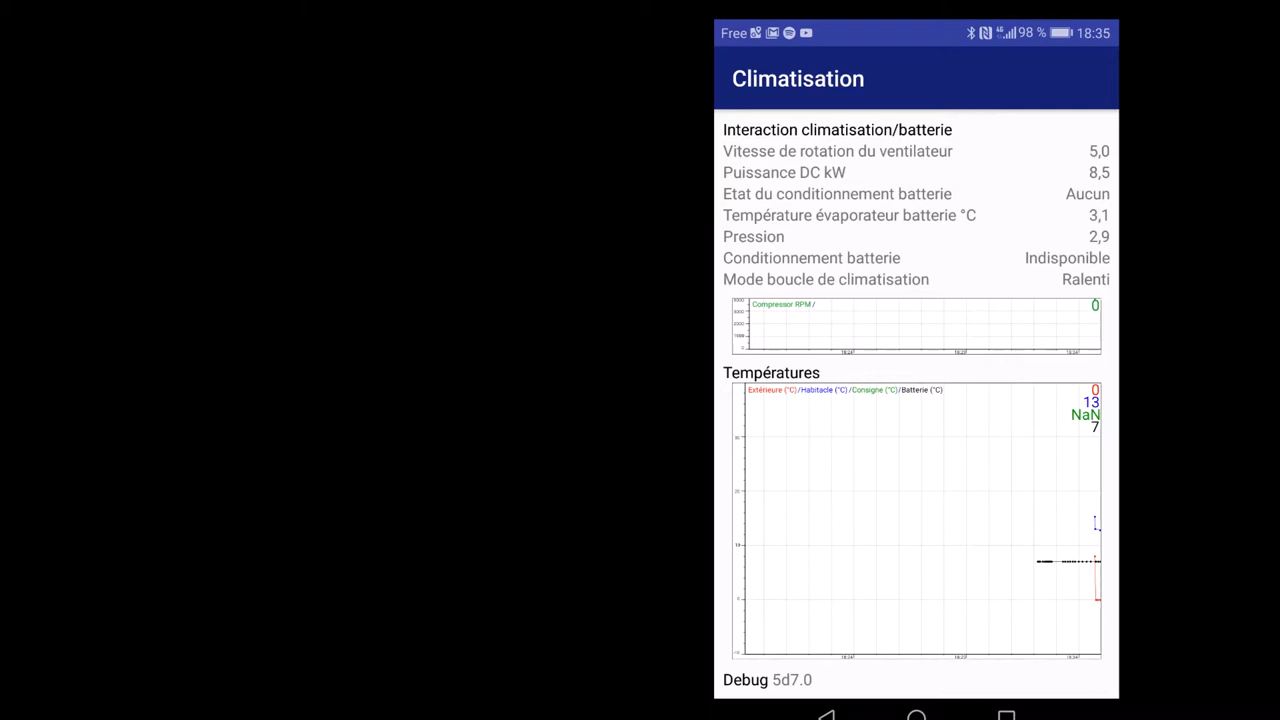 Free 98 % 18:35
Climatisation
Interaction climatisation/batterie
Vitesse de rotation du ventilateur 5,0
Puissance DC kW 8,5
Etat du conditionnement batterie Aucun
Température évaporateur batterie °C 3,1
Pression 2,9
Conditionnement batterie Indisponible
Mode boucle de climatisation Ralenti
Compressor RPM / 0
Températures
Extérieure (°C)/Habitacle (°C)/Consigne (°C)/Batterie (°C) 0
13
NaN
7
Debug 5d7.0